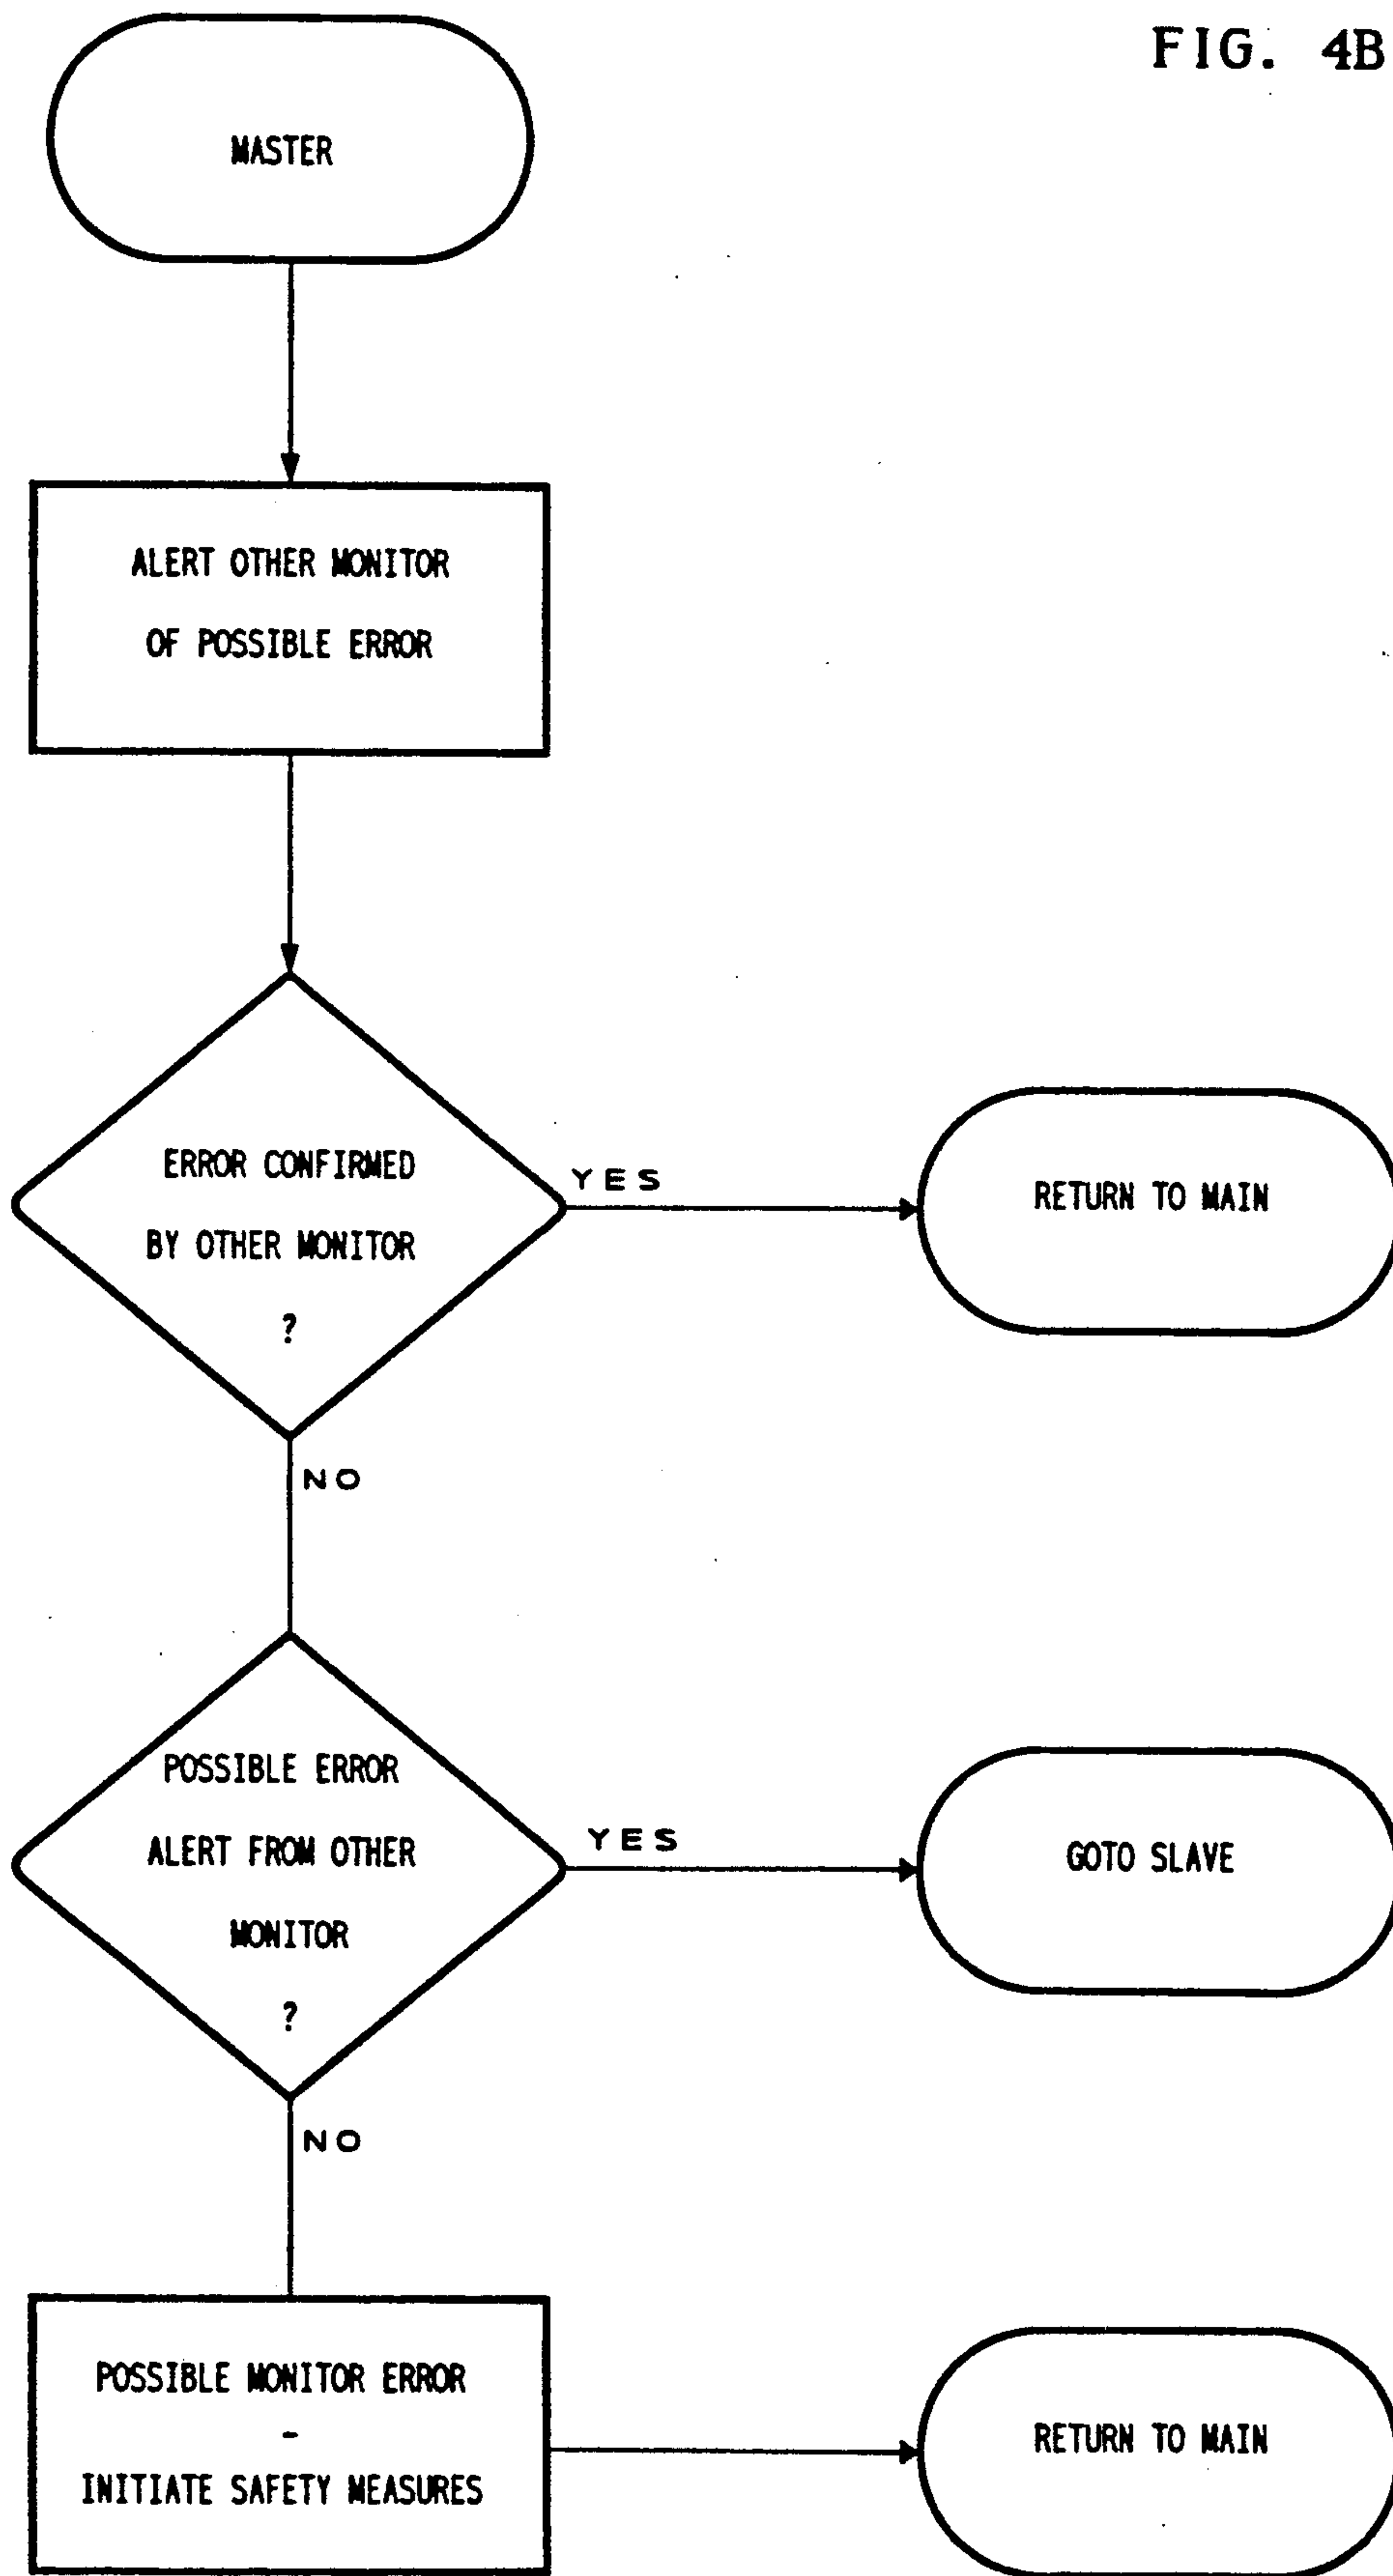 FIG. 4B
MASTER
ALERT OTHER MONITOR
OF POSSIBLE ERROR
ERROR CONFIRMED
BY OTHER MONITOR
?
YES
RETURN TO MAIN
NO
POSSIBLE ERROR
ALERT FROM OTHER
MONITOR
?
YES
GOTO SLAVE
NO
POSSIBLE MONITOR ERROR
-
INITIATE SAFETY MEASURES
RETURN TO MAIN